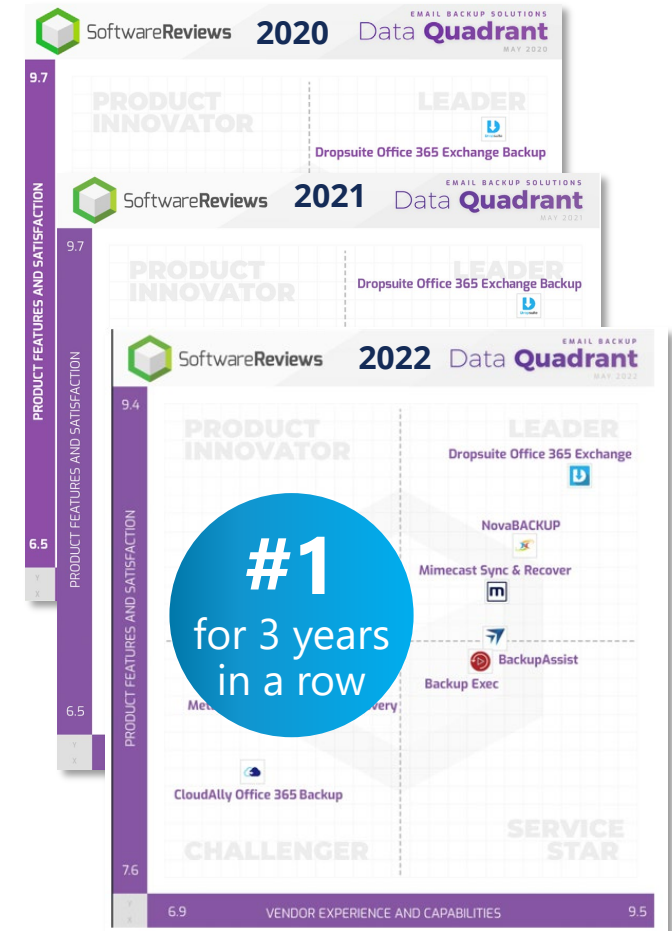 SoftwareReviews 2020 Data Quadrant
EMAIL BACKUP SOLUTIONS
MAY 2020
9.7
PRODUCT
INNOVATOR
LEADER
Dropsuite Office 365 Exchange Backup
PRODUCT FEATURES AND SATISFACTION
6.5
Y
X
SoftwareReviews 2021 Data Quadrant
EMAIL BACKUP SOLUTIONS
MAY 2021
9.7
PRODUCT
INNOVATOR
LEADER
Dropsuite Office 365 Exchange Backup
PRODUCT FEATURES AND SATISFACTION
6.5
Y
X
SoftwareReviews 2022 Data Quadrant
EMAIL BACKUP
MAY 2022
9.4
PRODUCT
INNOVATOR
LEADER
Dropsuite Office 365 Exchange
NovaBACKUP
Mimecast Sync & Recover
m
BackupAssist
Backup Exec
#1
for 3 years
in a row
CloudAlly Office 365 Backup
PRODUCT FEATURES AND SATISFACTION
CHALLENGER
SERVICE
STAR
7.6
Y
X
6.9
VENDOR EXPERIENCE AND CAPABILITIES
9.5